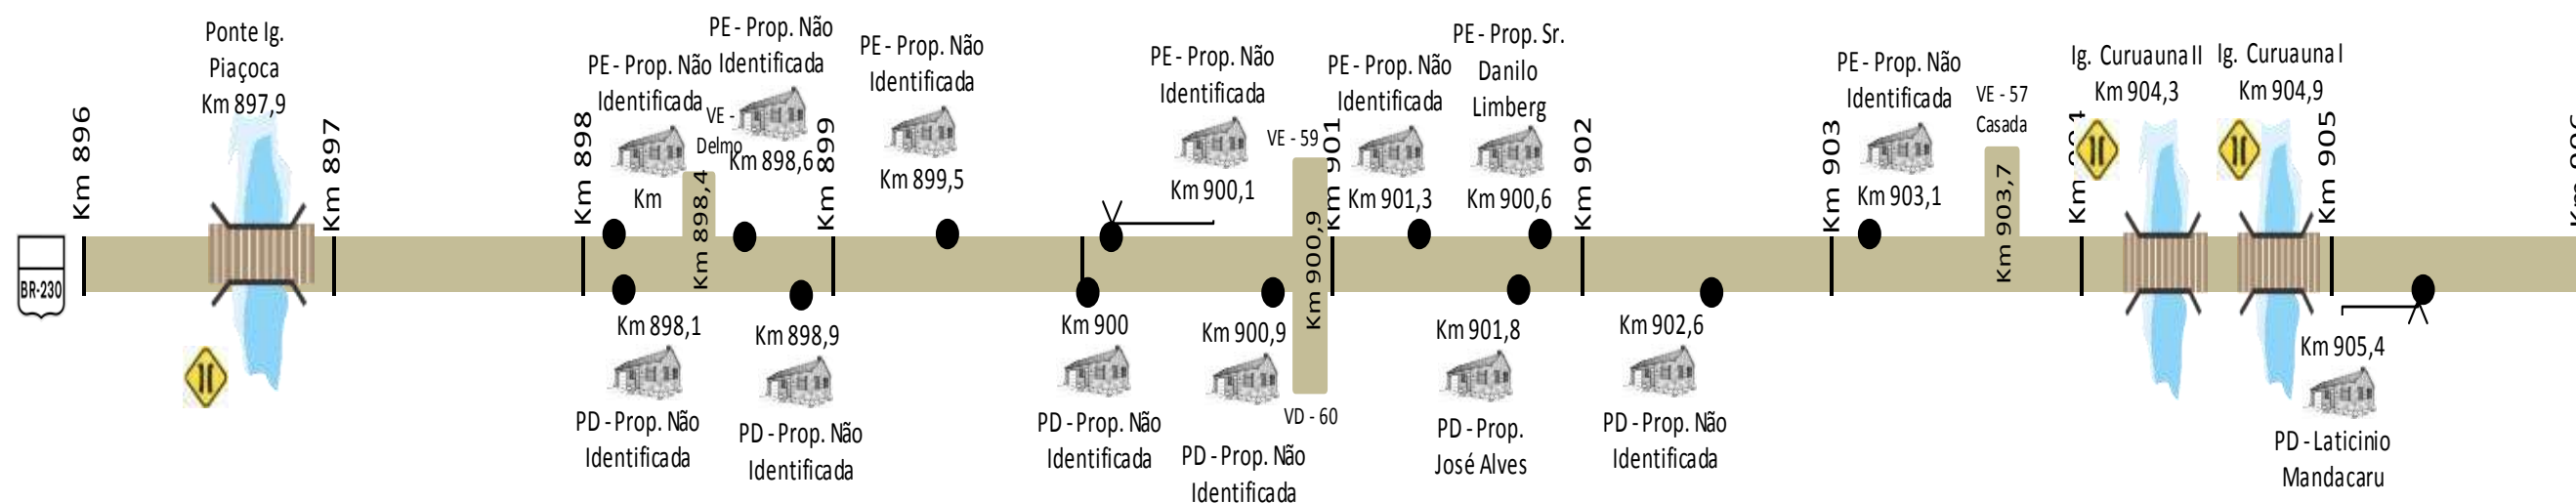 Ponte Ig.
Piaçoca
Km 897,9
PE - Prop. Não
Identificada
Km
VE -
Delmo
PE - Prop. Não
Identificada
Km 898,6
PE - Prop. Não
Identificada
Km 899,5
PE - Prop. Não
Identificada
Km 900,1
VE - 59
PE - Prop. Não
Identificada
Km 901,3
PE - Prop. Sr.
Danilo
Limberg
Km 900,6
PE - Prop. Não
Identificada
Km 903,1
VE - 57
Casada
Ig. Curuauna II
Km 904,3
Ig. Curuauna I
Km 904,9
Km 896
Km 897
Km 898
Km 898,4
Km 899
Km 900,9
Km 901
Km 902
Km 903
Km 903,7
Km
Km 905
Km
BR-230
Km 898,1
PD - Prop. Não
Identificada
Km 898,9
PD - Prop. Não
Identificada
Km 900
PD - Prop. Não
Identificada
Km 900,9
PD - Prop. Não
Identificada
VD - 60
Km 901,8
PD - Prop.
José Alves
Km 902,6
PD - Prop. Não
Identificada
Km 905,4
PD - Laticinio
Mandacaru